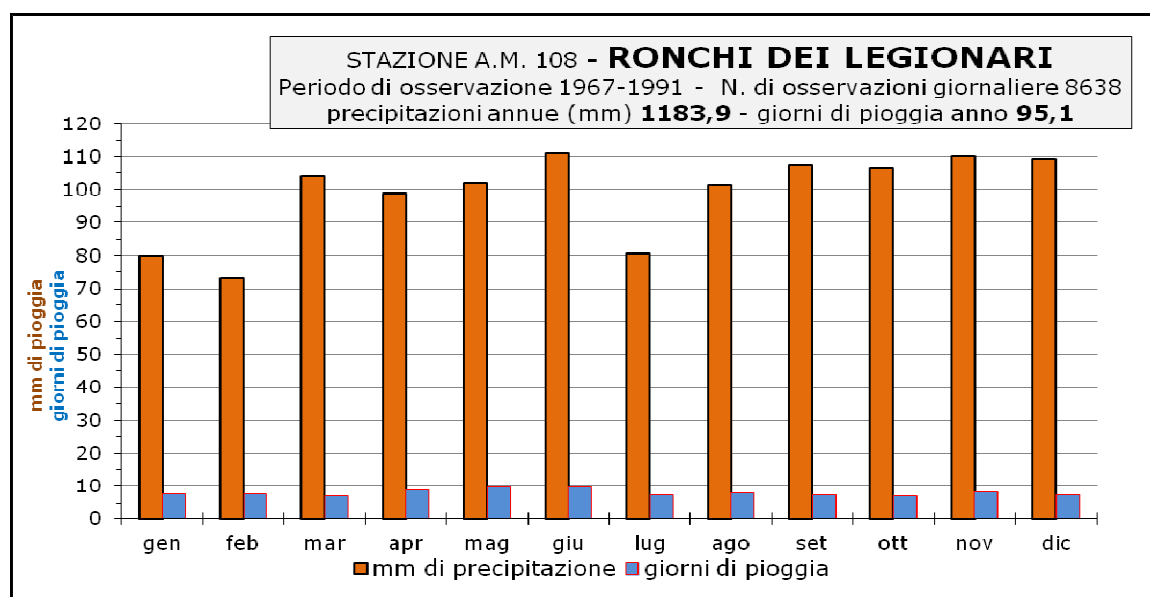 STAZIONE A.M. 108 - RONCHI DEI LEGIONARI
Periodo di osservazione 1967-1991 - N. di osservazioni giornaliere 8638
precipitazioni annue (mm) 1183,9 - giorni di pioggia anno 95,1
mm di pioggia
giorni di pioggia
120
110
100
90
80
70
60
50
40
30
20
10
0
gen feb mar apr mag giu lug ago set ott nov dic
mm di precipitazione giorni di pioggia